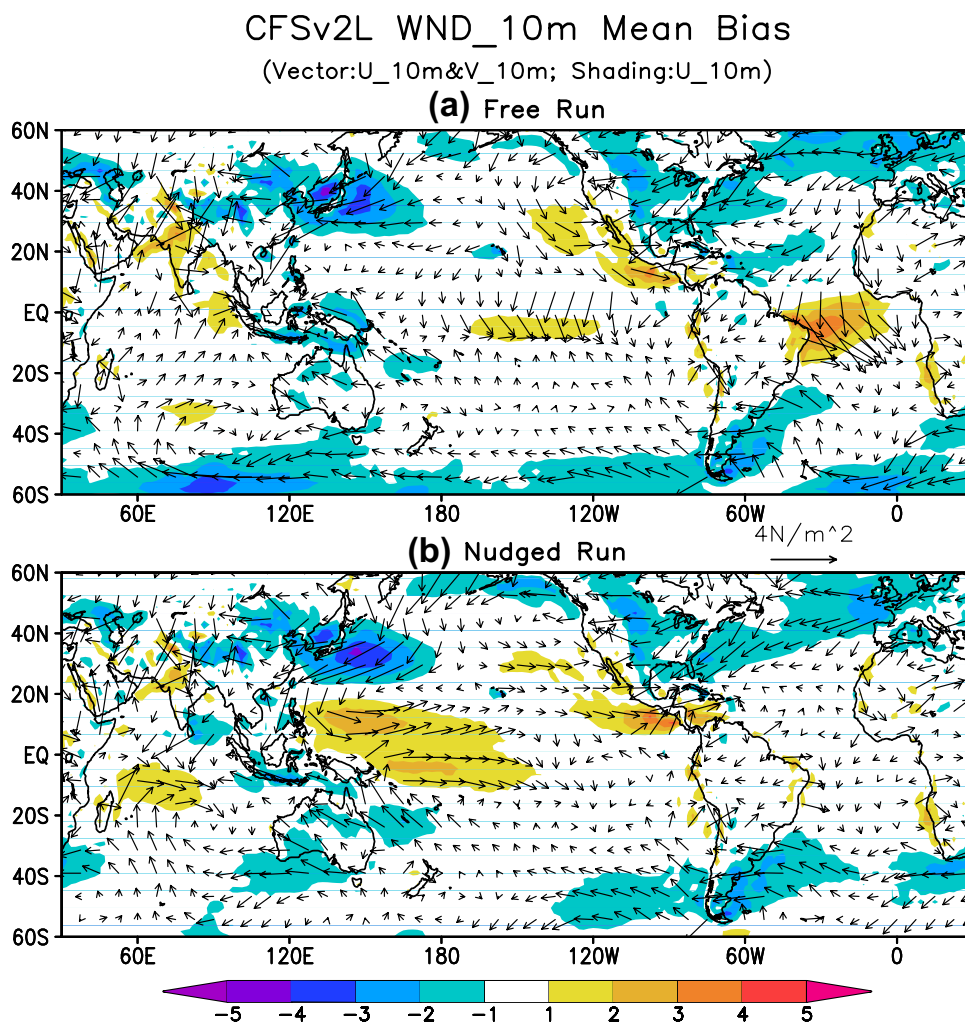 CFSv2L WND_10m Mean Bias
(Vector:U_10m&V_10m; Shading:U_10m)
(a) Free Run
60N
40N
20N
EQ
20S
40S
60S
60E 120E 180 120W 60W 0
4N/m^2
(b) Nudged Run
60N
40N
20N
EQ
20S
40S
60S
60E 120E 180 120W 60W 0
-5 -4 -3 -2 -1 1 2 3 4 5